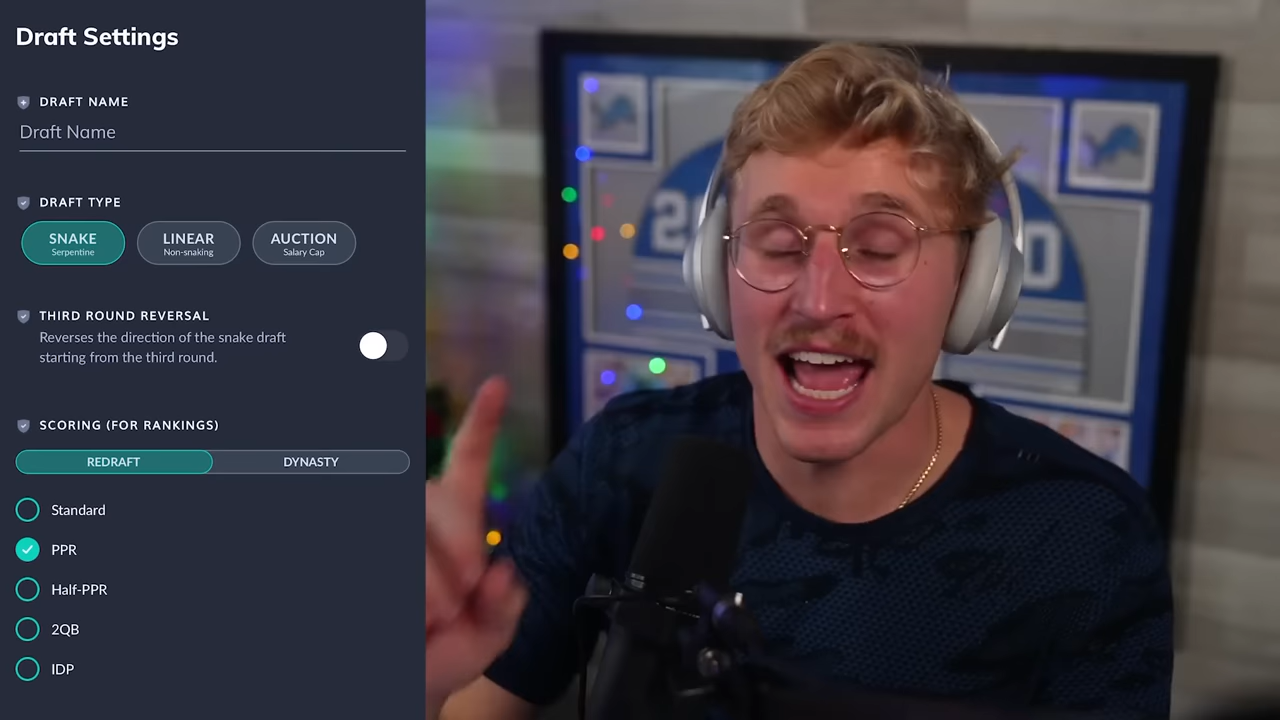 Draft Settings
DRAFT NAME
Draft Name
DRAFT TYPE
SNAKE
Serpentine
LINEAR
Non-snaking
AUCTION
Salary Cap
THIRD ROUND REVERSAL
Reverses the direction of the snake draft
starting from the third round.
SCORING (FOR RANKINGS)
REDRAFT
DYNASTY
Standard
PPR
Half-PPR
2QB
IDP